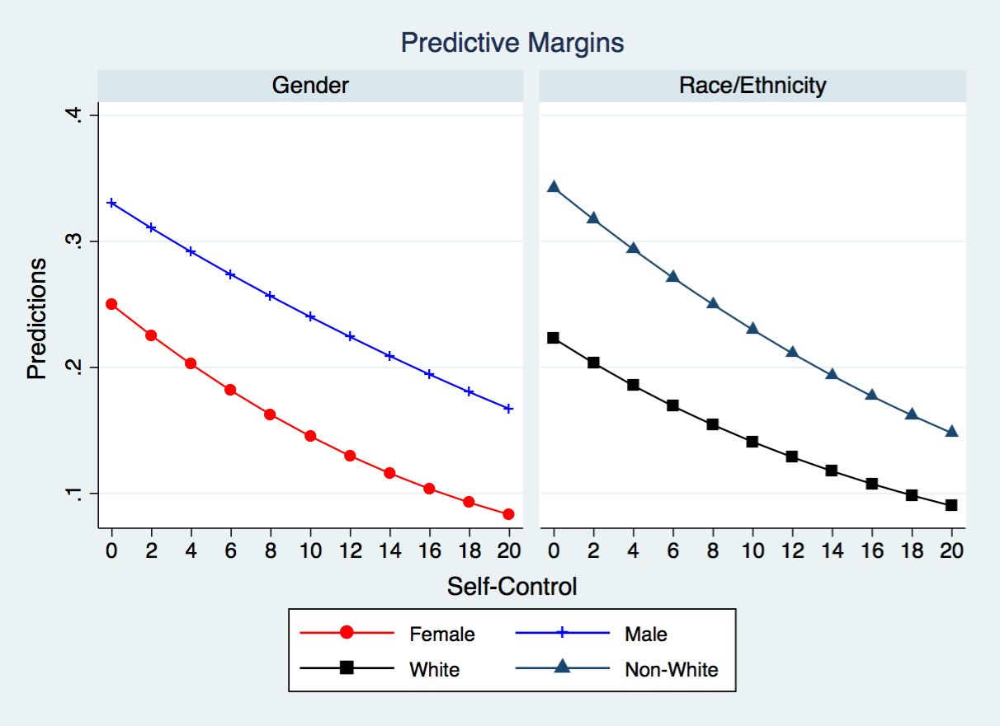 Predictive Margins
Gender
Race/Ethnicity
Predictions
.4
.3
.2
.1
0 2 4 6 8 10 12 14 16 18 20
0 2 4 6 8 10 12 14 16 18 20
Self-Control
Female Male
White Non-White